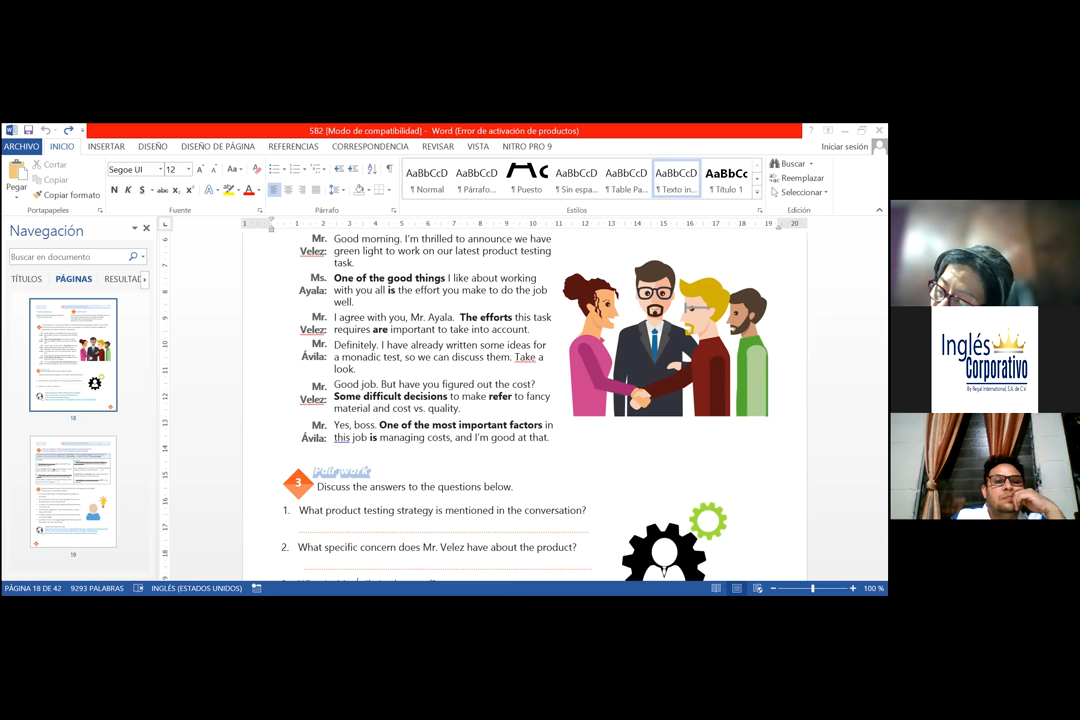 SB2 [Modo de compatibilidad] - Word (Error de activación de productos)
ARCHIVO INICIO INSERTAR DISEÑO DISEÑO DE PÁGINA REFERENCIAS CORRESPONDENCIA REVISAR VISTA NITRO PRO 9 Iniciar sesión
Pegar
Cortar
Copiar
Copiar formato
Portapapeles
Segoe UI 12
Fuente
Párrafo
AaBbCcD AaBbCcD AaBbCcD AaBbCcD AaBbCcD AaBbCc
¶ Normal ¶ Párrafo... ¶ Puesto ¶ Sin espa... ¶ Table Pa... ¶ Texto in... ¶ Título 1
Estilos
Buscar
Reemplazar
Seleccionar
Edición
Navegación
Buscar en documento
TÍTULOS PÁGINAS RESULTAD
18
19
Mr. Velez: Good morning. I'm thrilled to announce we have
green light to work on our latest product testing
task.
Ms. Ayala: One of the good things I like about working
with you all is the effort you make to do the job
well.
Mr. Velez: I agree with you, Mr. Ayala. The efforts this task
requires are important to take into account.
Mr. Ávila: Definitely. I have already written some ideas for
a monadic test, so we can discuss them. Take a
look.
Mr. Velez: Good job. But have you figured out the cost?
Some difficult decisions to make refer to fancy
material and cost vs. quality.
Mr. Ávila: Yes, boss. One of the most important factors in
this job is managing costs, and I'm good at that.
Pair work
3 Discuss the answers to the questions below.
1. What product testing strategy is mentioned in the conversation?
2. What specific concern does Mr. Velez have about the product?
PÁGINA 18 DE 42 9293 PALABRAS INGLÉS (ESTADOS UNIDOS) 100 %
Inglés
Corporativo
By Regal International, S.A. de C.V.